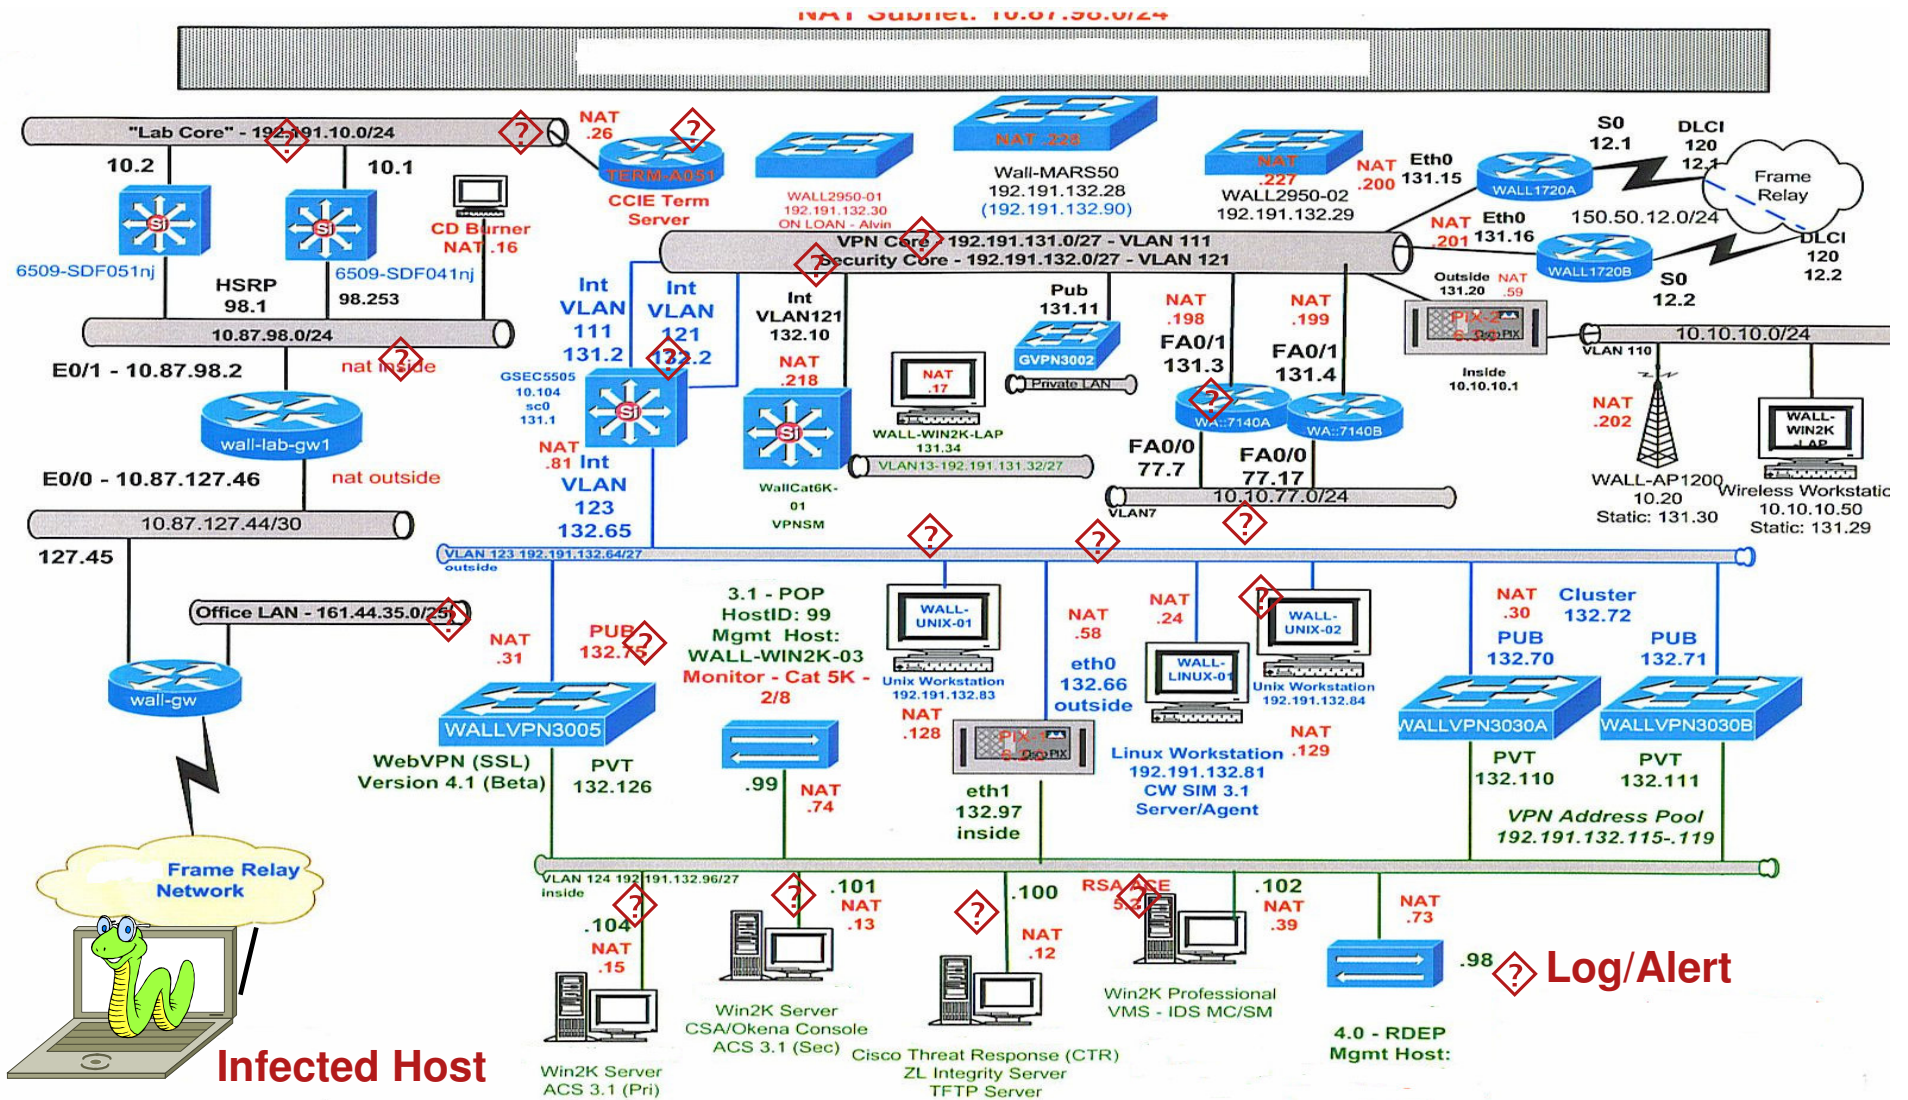 NAT Subnet: 10.87.98.0/24
"Lab Core" - 192.191.10.0/24
10.2
10.1
6509-SDF051nj
6509-SDF041nj
CD Burner
NAT .16
HSRP
98.1
98.253
10.87.98.0/24
E0/1 - 10.87.98.2
nat inside
wall-lab-gw1
E0/0 - 10.87.127.46
nat outside
10.87.127.44/30
127.45
Office LAN - 161.44.35.0/25
wall-gw
Frame Relay
Network
Infected Host
NAT
.26
TERM-A051
CCIE Term
Server
WALL2950-01
192.191.132.30
ON LOAN - Alvin
NAT .228
Wall-MARS50
192.191.132.28
(192.191.132.90)
NAT
.227
WALL2950-02
192.191.132.29
NAT
.200
Eth0
131.15
WALL1720A
S0
12.1
DLCI
120
12.1
Frame
Relay
150.50.12.0/24
NAT
.201
Eth0
131.16
WALL1720B
S0
12.2
DLCI
120
12.2
VPN Core - 192.191.131.0/27 - VLAN 111
Security Core - 192.191.132.0/27 - VLAN 121
Int
VLAN
111
131.2
Int
VLAN
121
132.2
GSEC5505
10.104
sc0
131.1
NAT
.81
Int
VLAN
123
132.65
Int
VLAN121
132.10
NAT
.218
WallCat6K-
01
VPNSM
NAT
.17
WALL-WIN2K-LAP
131.34
VLAN13-192.191.131.32/27
Pub
131.11
GVPN3002
Private LAN
NAT
.198
FA0/1
131.3
NAT
.199
FA0/1
131.4
WA::7140A
WA::7140B
FA0/0
77.7
FA0/0
77.17
10.10.77.0/24
VLAN7
Outside
131.20
NAT
.59
PIX-2
Cisco PIX
Inside
10.10.10.1
10.10.10.0/24
VLAN 110
NAT
.202
WALL-AP1200
10.20
Static: 131.30
WALL-
WIN2K
-LAP
Wireless Workstatic
10.10.10.50
Static: 131.29
VLAN 123 192.191.132.64/27
outside
NAT
.31
PUB
132.75
WALLVPN3005
WebVPN (SSL)
Version 4.1 (Beta)
PVT
132.126
3.1 - POP
HostID: 99
Mgmt Host:
WALL-WIN2K-03
Monitor - Cat 5K -
2/8
.99
NAT
.74
WALL-
UNIX-01
Unix Workstation
192.191.132.83
NAT
.128
NAT
.58
eth0
132.66
outside
PIX-1
Cisco PIX
eth1
132.97
inside
NAT
.24
WALL-
LINUX-01
Linux Workstation
192.191.132.81
CW SIM 3.1
Server/Agent
WALL-
UNIX-02
Unix Workstation
192.191.132.84
NAT
.129
NAT
.30
Cluster
132.72
PUB
132.70
PUB
132.71
WALLVPN3030A
WALLVPN3030B
PVT
132.110
PVT
132.111
VPN Address Pool
192.191.132.115-.119
VLAN 124 192.191.132.96/27
inside
.104
NAT
.15
Win2K Server
ACS 3.1 (Pri)
.101
NAT
.13
Win2K Server
CSA/Okena Console
ACS 3.1 (Sec)
.100
NAT
.12
Cisco Threat Response (CTR)
ZL Integrity Server
TFTP Server
RSA ACE
.102
NAT
.39
Win2K Professional
VMS - IDS MC/SM
NAT
.73
.98
4.0 - RDEP
Mgmt Host:
? Log/Alert